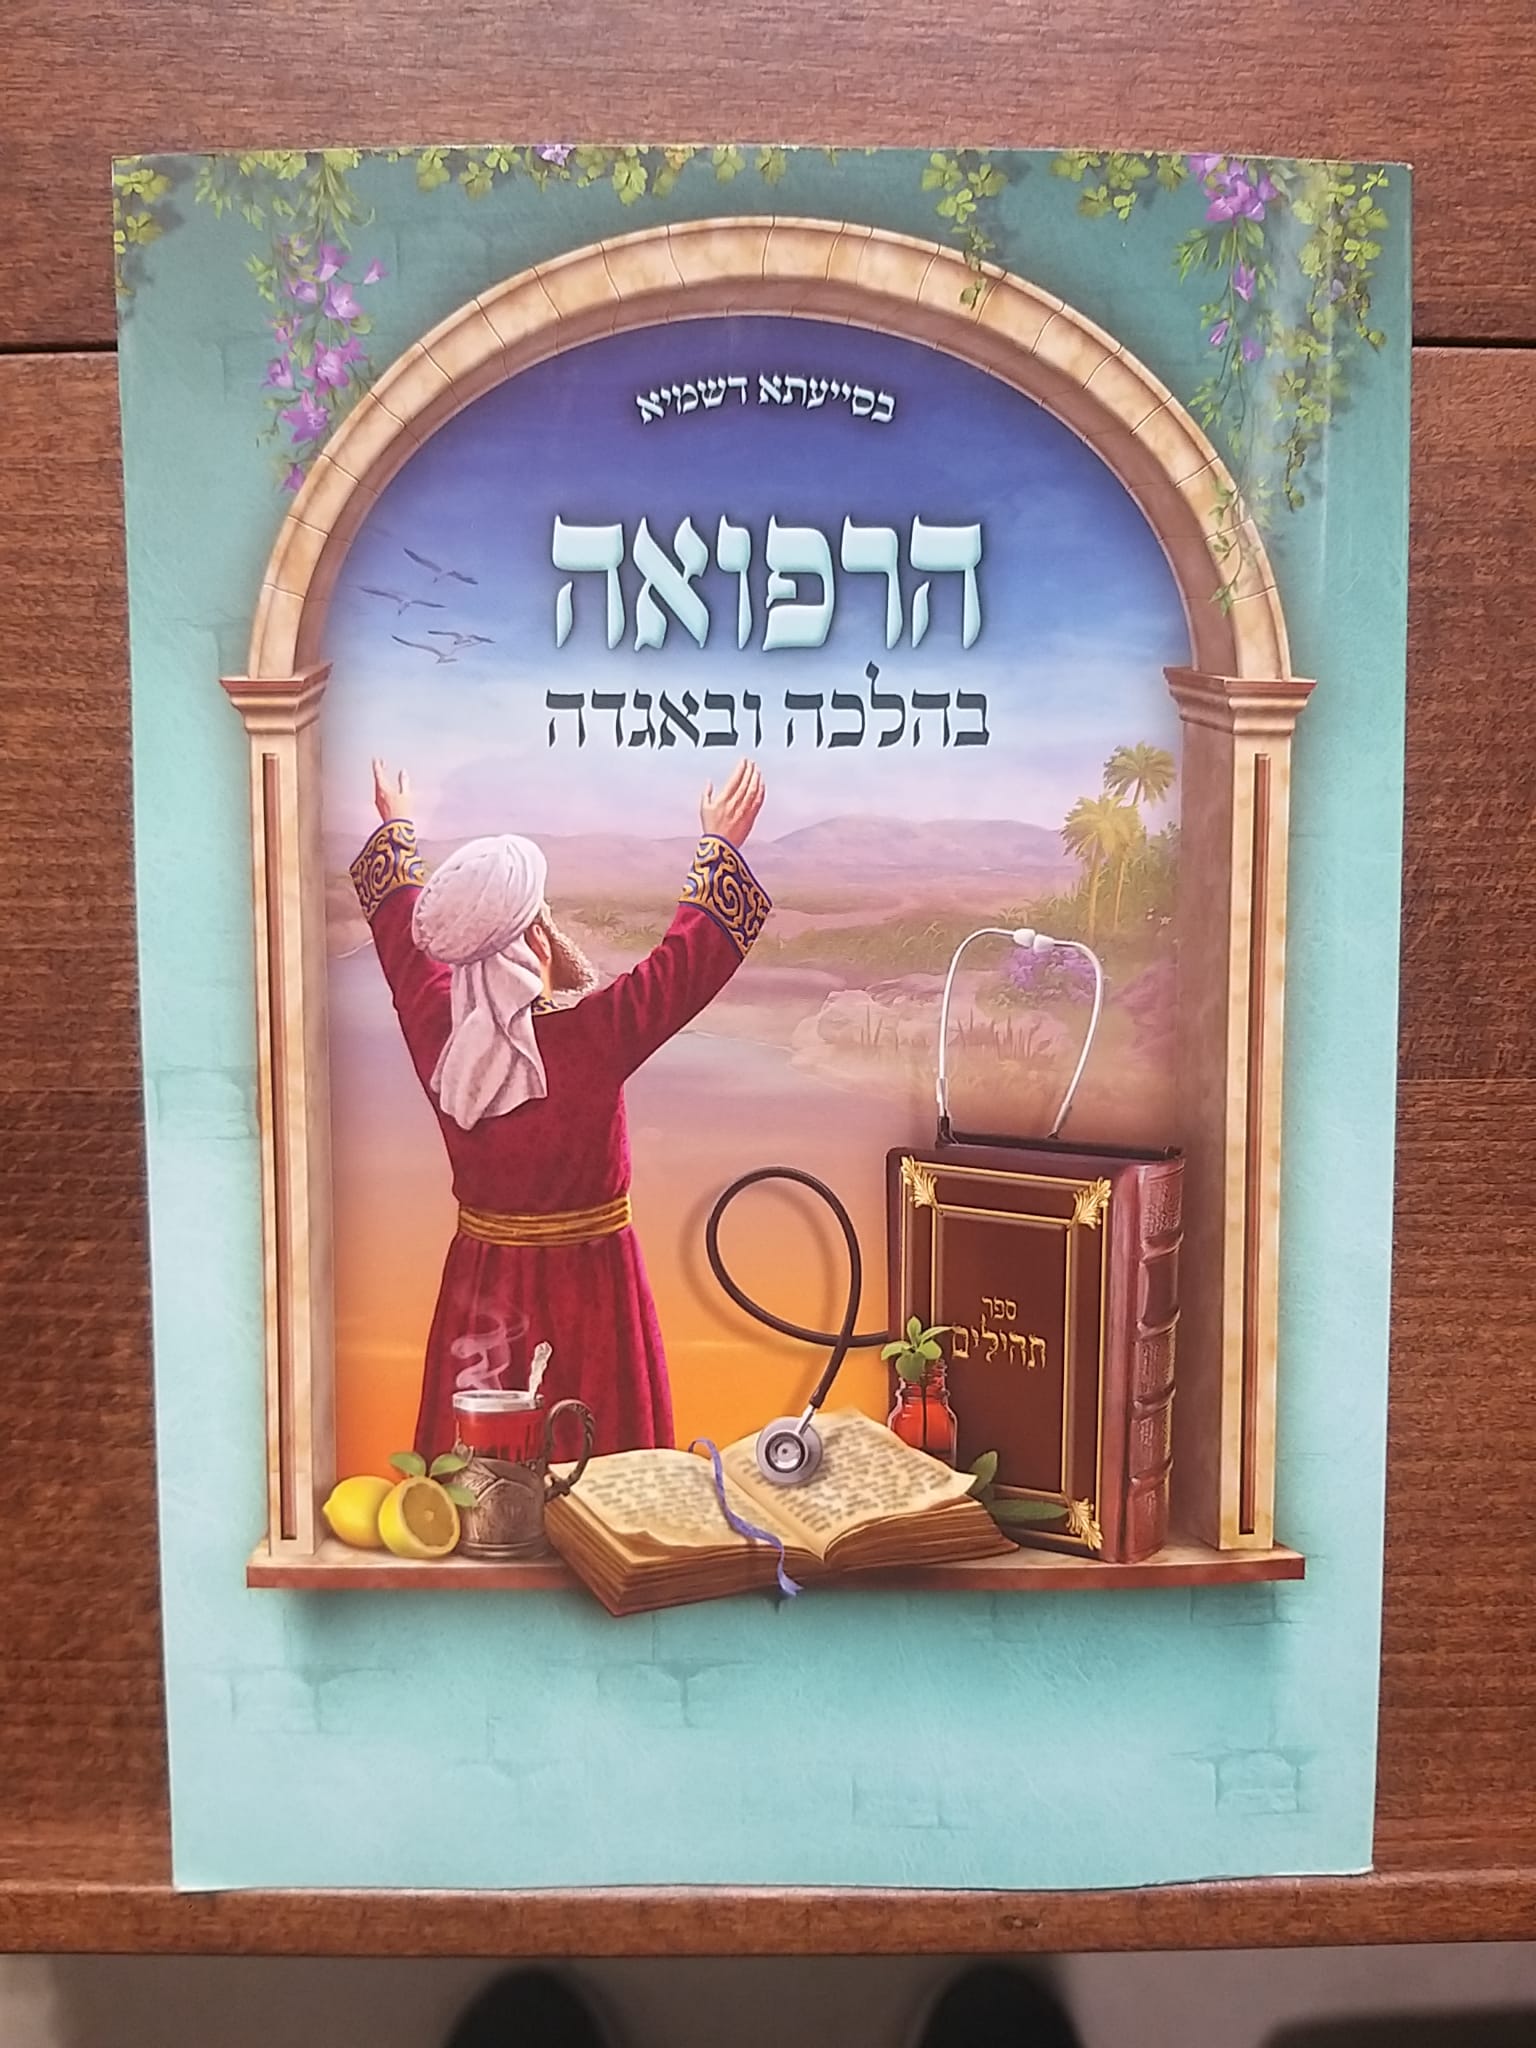 בסייעתא דשמיא
הרפואה
בהלכה ובאגדה
ספר
תהילים